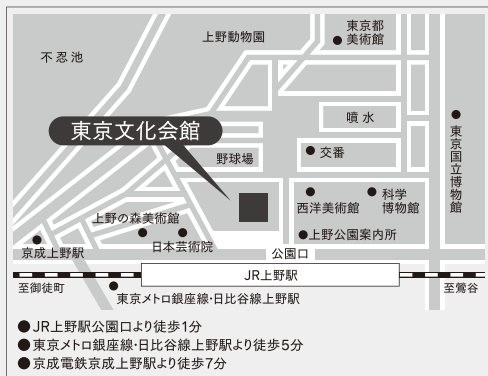 不忍池
上野動物園
東京都
美術館
噴水
東京文化会館
野球場
交番
東京国立博物館
西洋美術館
科学
博物館
上野の森美術館
日本芸術院
上野公園案内所
京成上野駅
公園口
JR上野駅
至御徒町
東京メトロ銀座線・日比谷線上野駅
至鶯谷
●JR上野駅公園口より徒歩1分
●東京メトロ銀座線・日比谷線上野駅より徒歩5分
●京成電鉄京成上野駅より徒歩7分